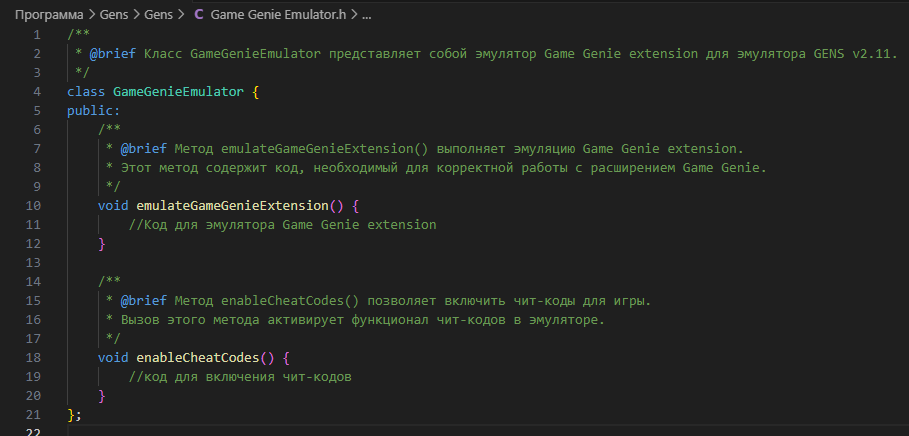 Программа > Gens > Gens > C Game Genie Emulator.h > ...
1 /**
2 * @brief Класс GameGenieEmulator представляет собой эмулятор Game Genie extension для эмулятора GENS v2.11.
3 */
4 class GameGenieEmulator {
5 public:
6 /**
7 * @brief Метод emulateGameGenieExtension() выполняет эмуляцию Game Genie extension.
8 * Этот метод содержит код, необходимый для корректной работы с расширением Game Genie.
9 */
10 void emulateGameGenieExtension() {
11 //Код для эмулятора Game Genie extension
12 }
13
14 /**
15 * @brief Метод enableCheatCodes() позволяет включить чит-коды для игры.
16 * Вызов этого метода активирует функционал чит-кодов в эмуляторе.
17 */
18 void enableCheatCodes() {
19 //код для включения чит-кодов
20 }
21 };
22